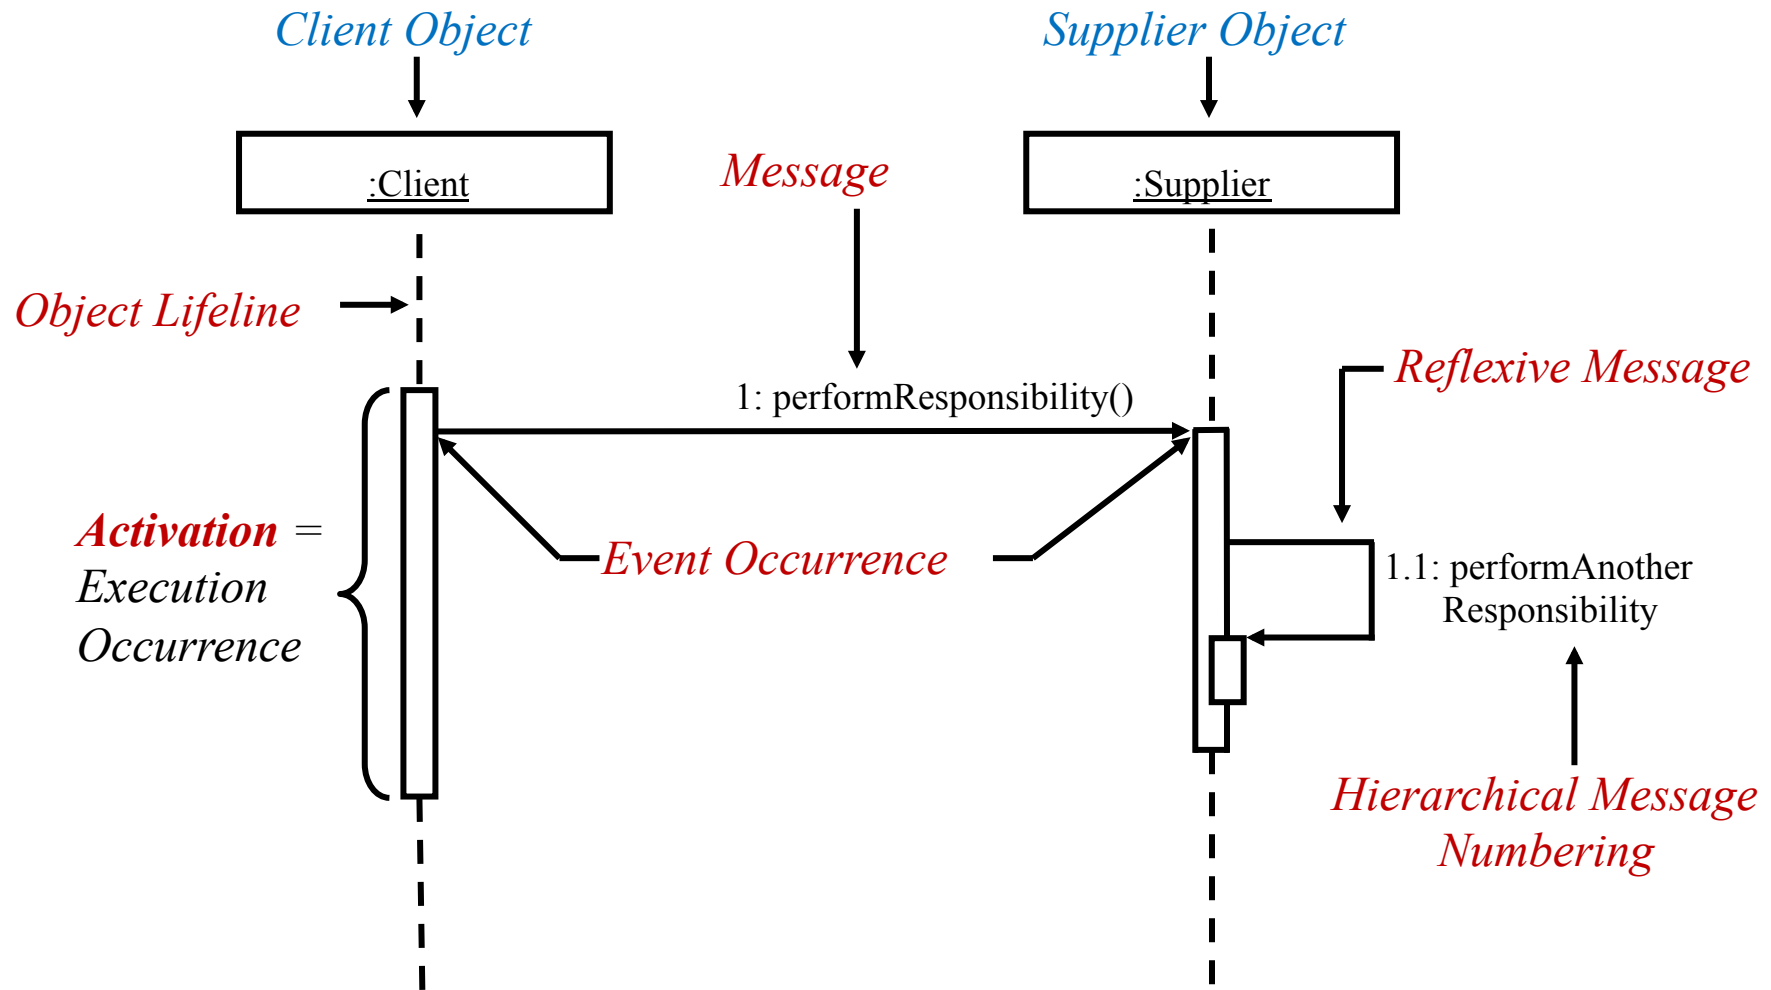 Client Object
Supplier Object
:Client
Message
:Supplier
Object Lifeline
Reflexive Message
1: performResponsibility()
Activation =
Execution
Occurrence
Event Occurrence
1.1: performAnother
Responsibility
Hierarchical Message
Numbering